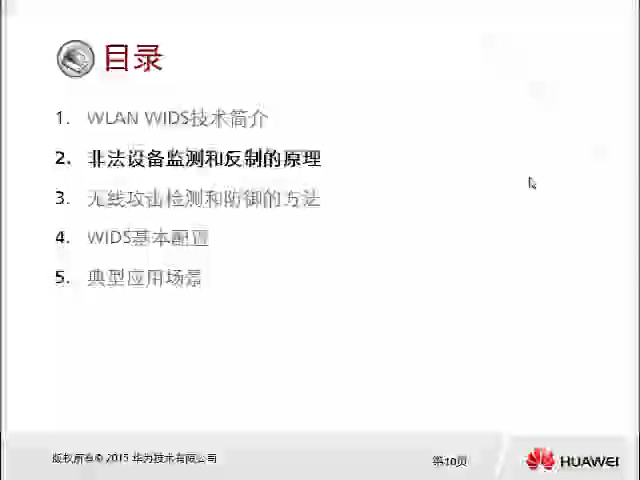 目录
1. WLAN WIDS技术简介
2. 非法设备监测和反制的原理
3. 无线攻击检测和防御的方法
4. WIDS基本配置
5. 典型应用场景
版权所有© 2015 华为技术有限公司
第10页
HUAWEI